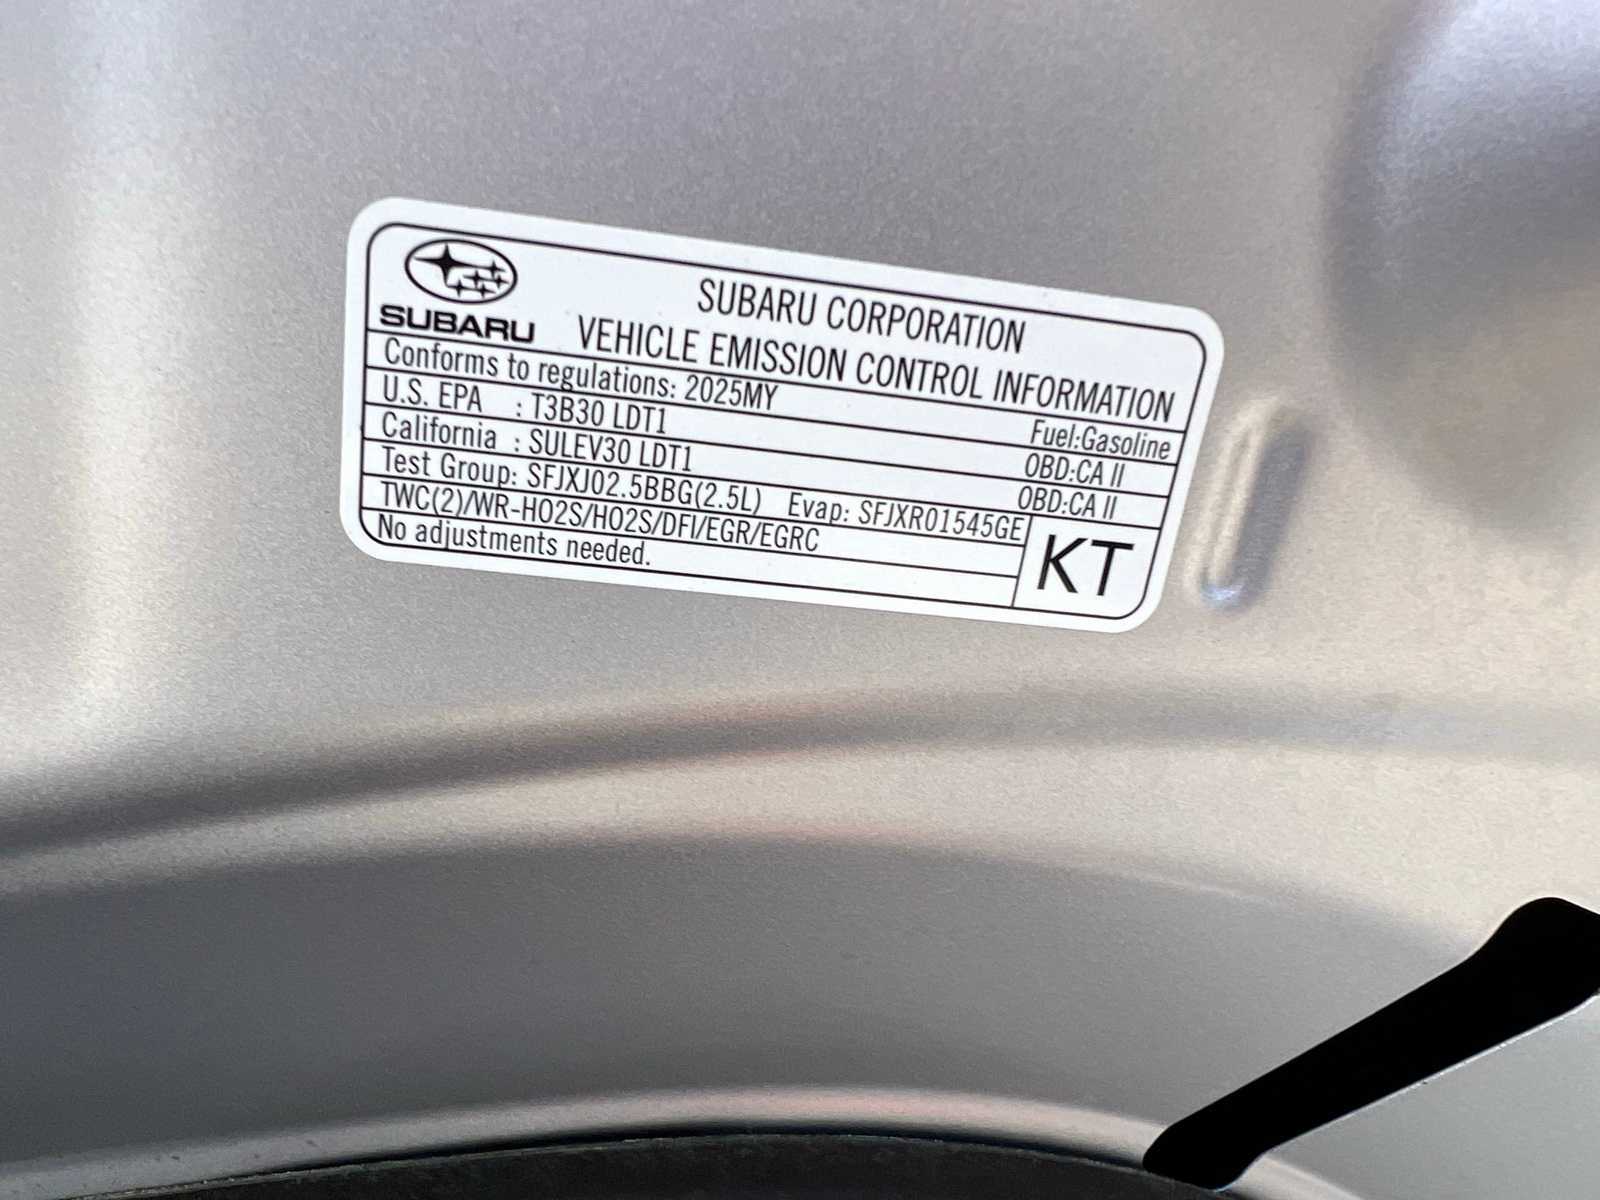 SUBARU
SUBARU CORPORATION
VEHICLE EMISSION CONTROL INFORMATION
Conforms to regulations: 2025MY Fuel:Gasoline
U.S. EPA : T3B30 LDT1 OBD:CA II
California : SULEV30 LDT1 OBD:CA II
Test Group: SFJXJ02.5BBG(2.5L) Evap: SFJXR01545GE
TWC(2)/WR-HO2S/HO2S/DFI/EGR/EGRC
No adjustments needed.
KT